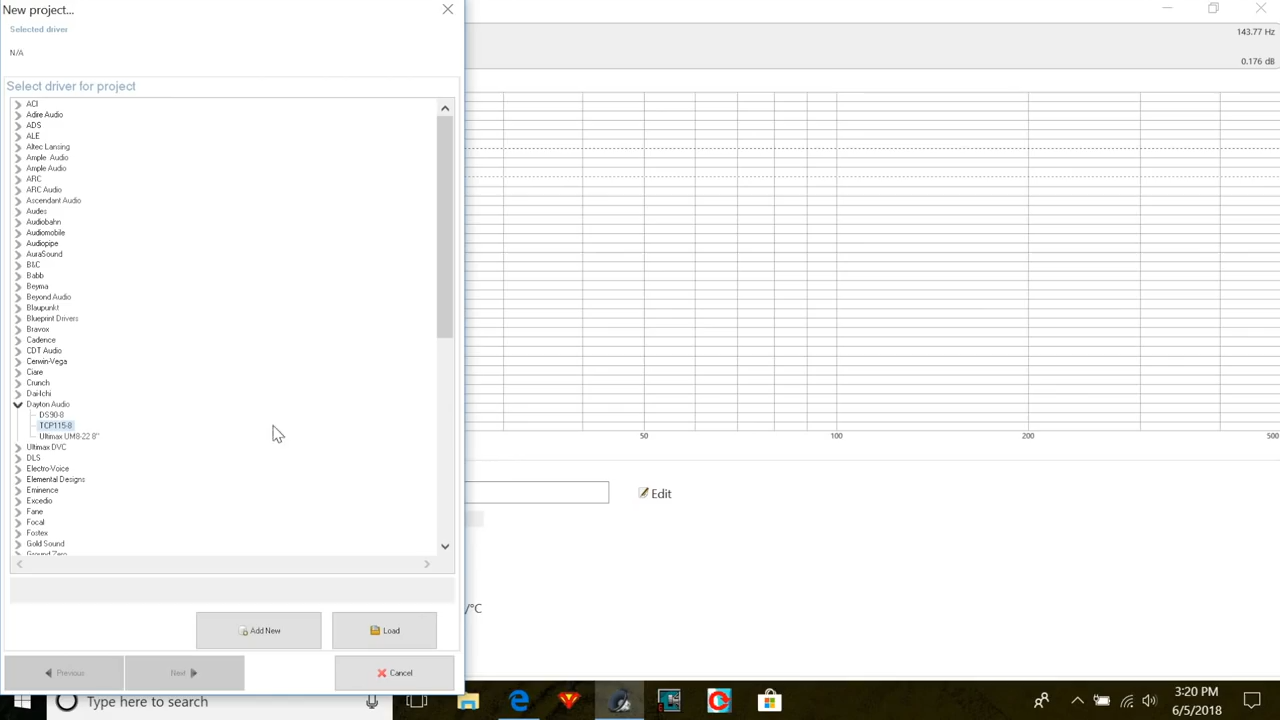 New project...
Selected driver
N/A
Select driver for project
ACI
Adire Audio
ADS
ALE
Altec Lansing
Ample Audio
Ample Audio
ARC
ARC Audio
Ascendant Audio
Audes
Audiobahn
Audiomobile
Audiopipe
AuraSound
B&C
Babb
Beyma
Beyond Audio
Blaupunkt
Blueprint Drivers
Bravox
Cadence
CDT Audio
Cerwin-Vega
Ciare
Crunch
Dai-Ichi
Dayton Audio
DS90-8
TCP115-8
Ultimax UM8-22 8"
Ultimax DVC
DLS
Electro-Voice
Elemental Designs
Eminence
Excedio
Fane
Focal
Fostex
Gold Sound
Ground Zero
Add New
Load
Previous
Next
Cancel
143.77 Hz
0.176 dB
50 100 200 500
Edit
/°C
Type here to search
3:20 PM
6/5/2018